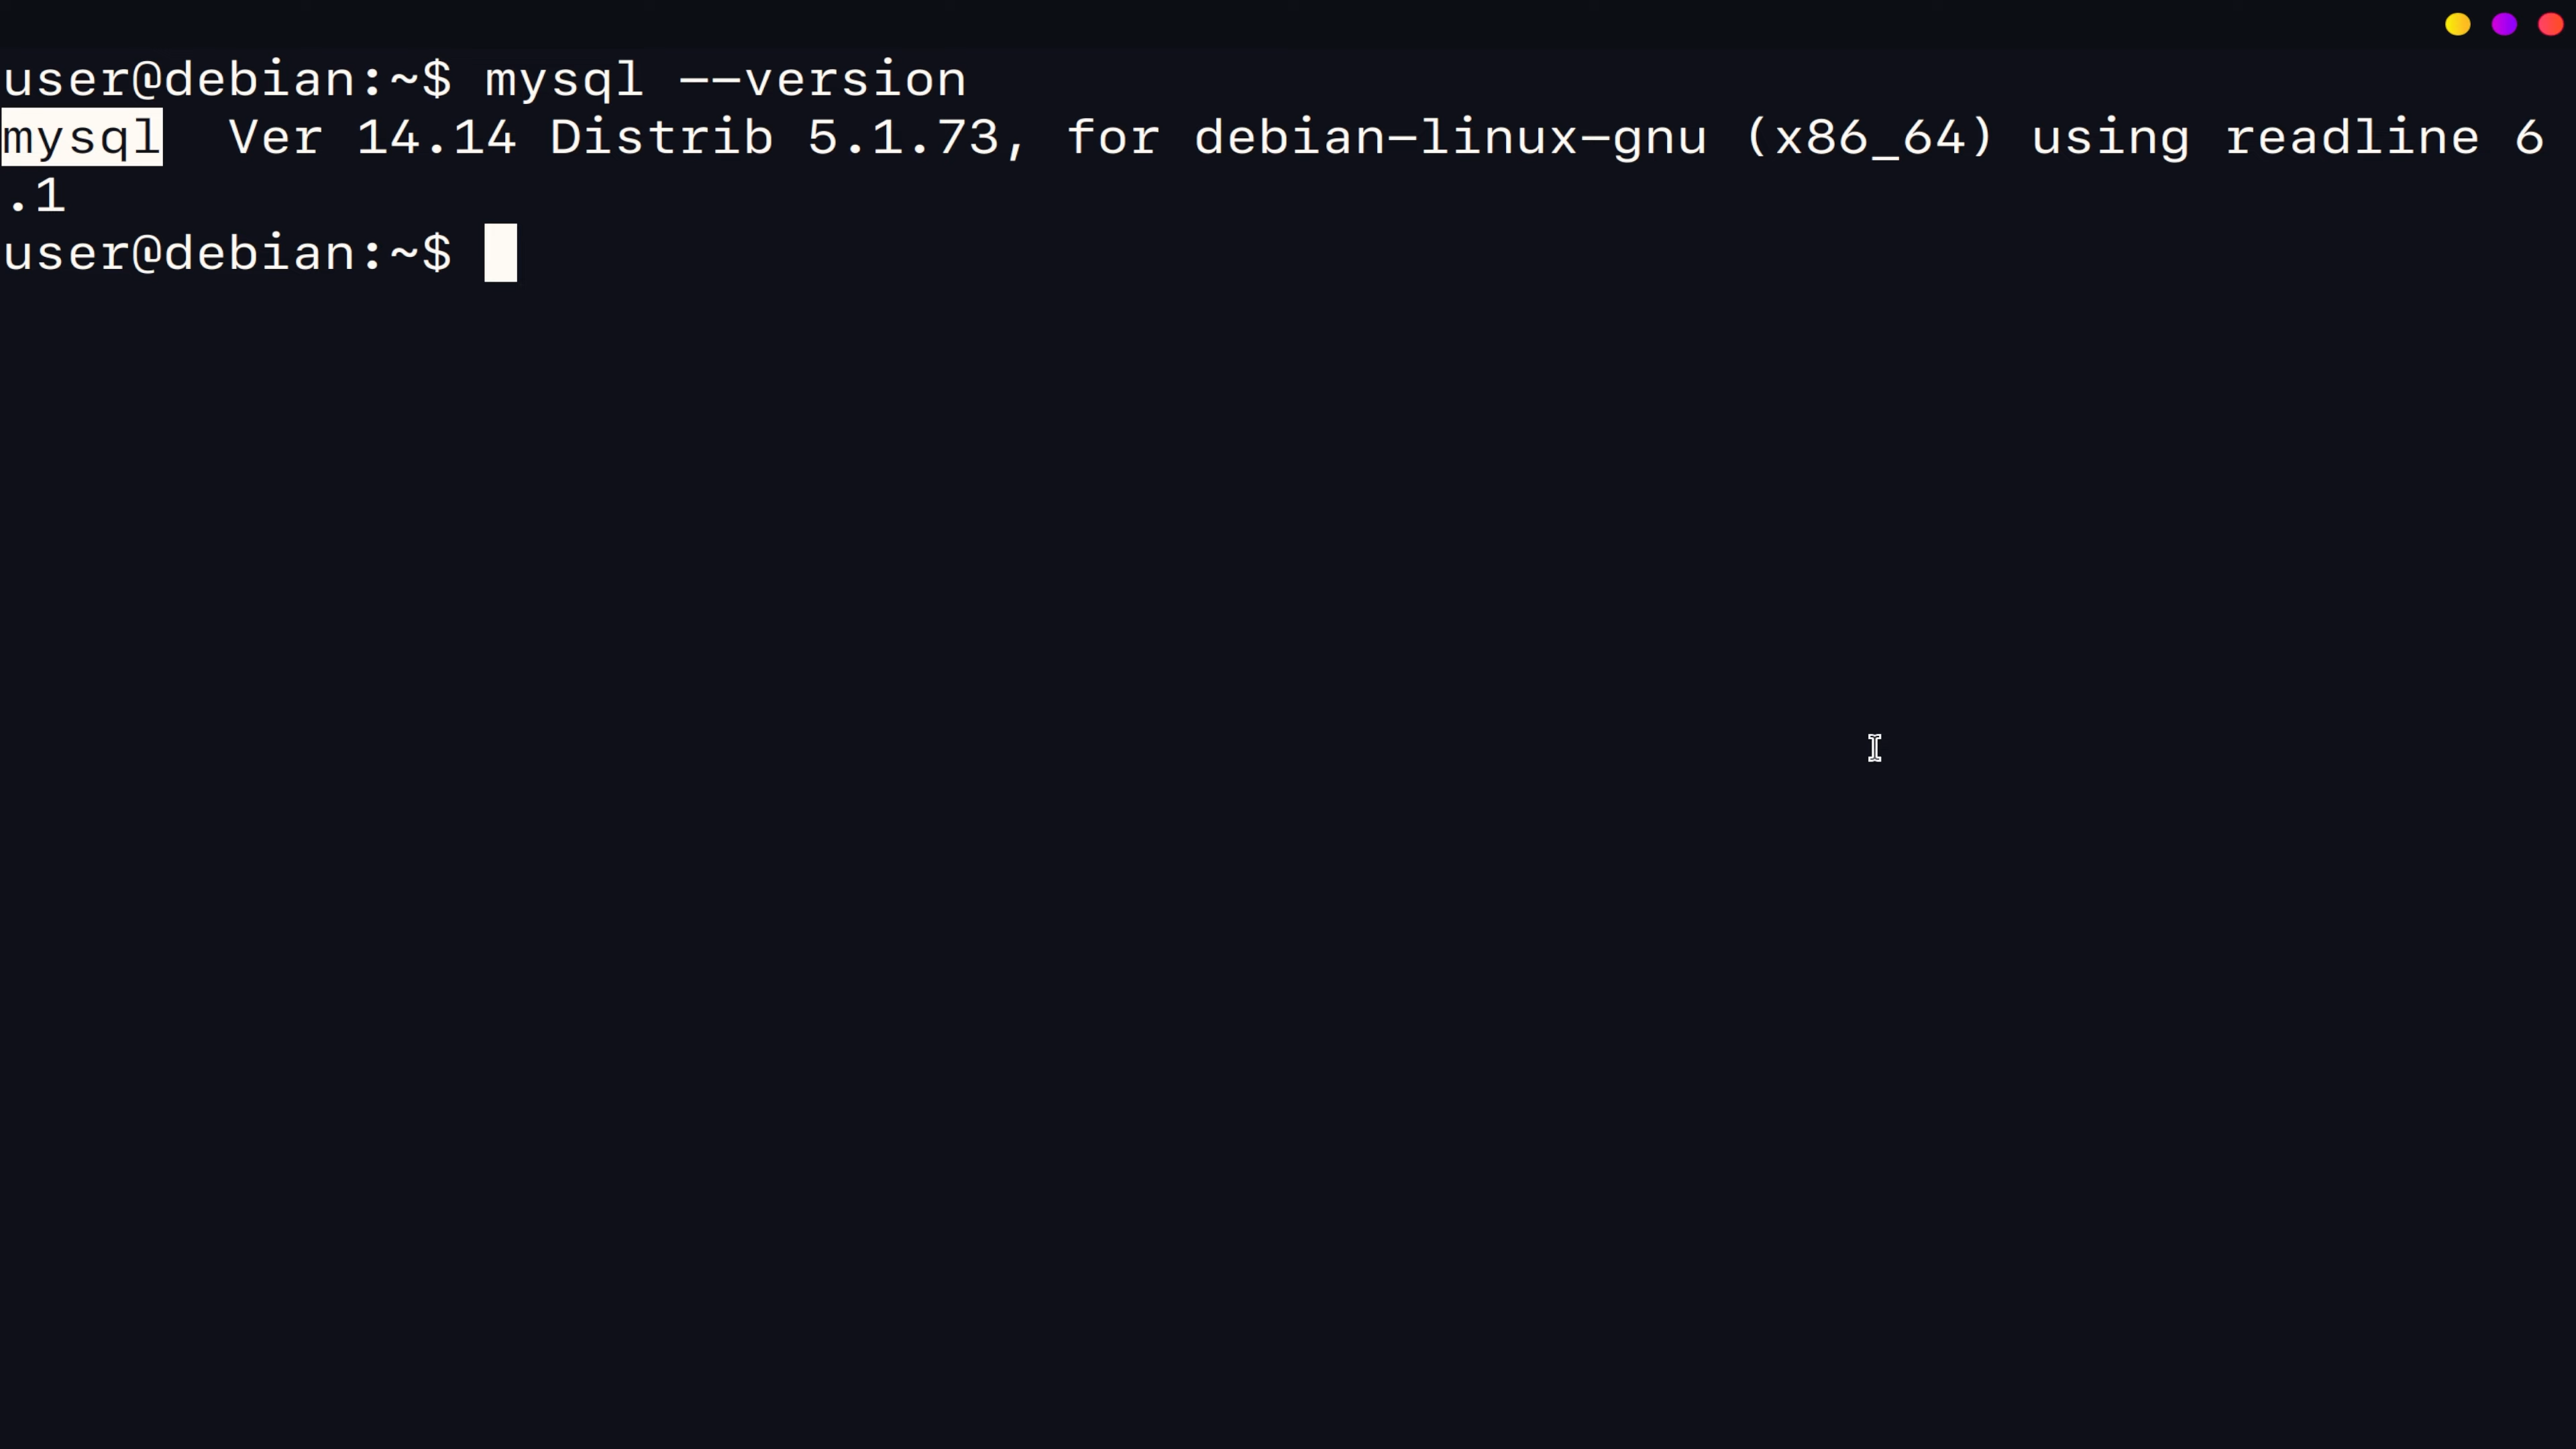 user@debian:~$ mysql --version
mysql  Ver 14.14 Distrib 5.1.73, for debian-linux-gnu (x86_64) using readline 6
.1
user@debian:~$